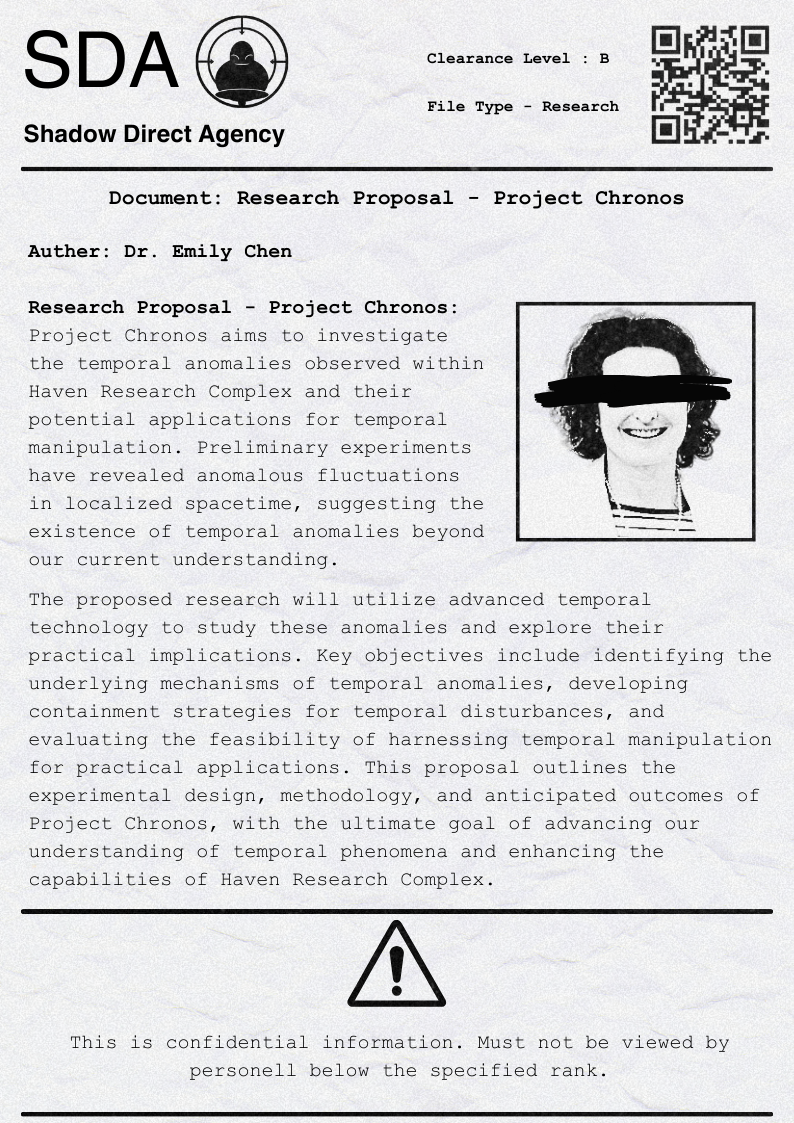 SDA
Shadow Direct Agency
Clearance Level : B
File Type - Research
Document: Research Proposal - Project Chronos
Auther: Dr. Emily Chen
Research Proposal - Project Chronos:
Project Chronos aims to investigate
the temporal anomalies observed within
Haven Research Complex and their
potential applications for temporal
manipulation. Preliminary experiments
have revealed anomalous fluctuations
in localized spacetime, suggesting the
existence of temporal anomalies beyond
our current understanding.
The proposed research will utilize advanced temporal
technology to study these anomalies and explore their
practical implications. Key objectives include identifying the
underlying mechanisms of temporal anomalies, developing
containment strategies for temporal disturbances, and
evaluating the feasibility of harnessing temporal manipulation
for practical applications. This proposal outlines the
experimental design, methodology, and anticipated outcomes of
Project Chronos, with the ultimate goal of advancing our
understanding of temporal phenomena and enhancing the
capabilities of Haven Research Complex.
This is confidential information. Must not be viewed by
personell below the specified rank.